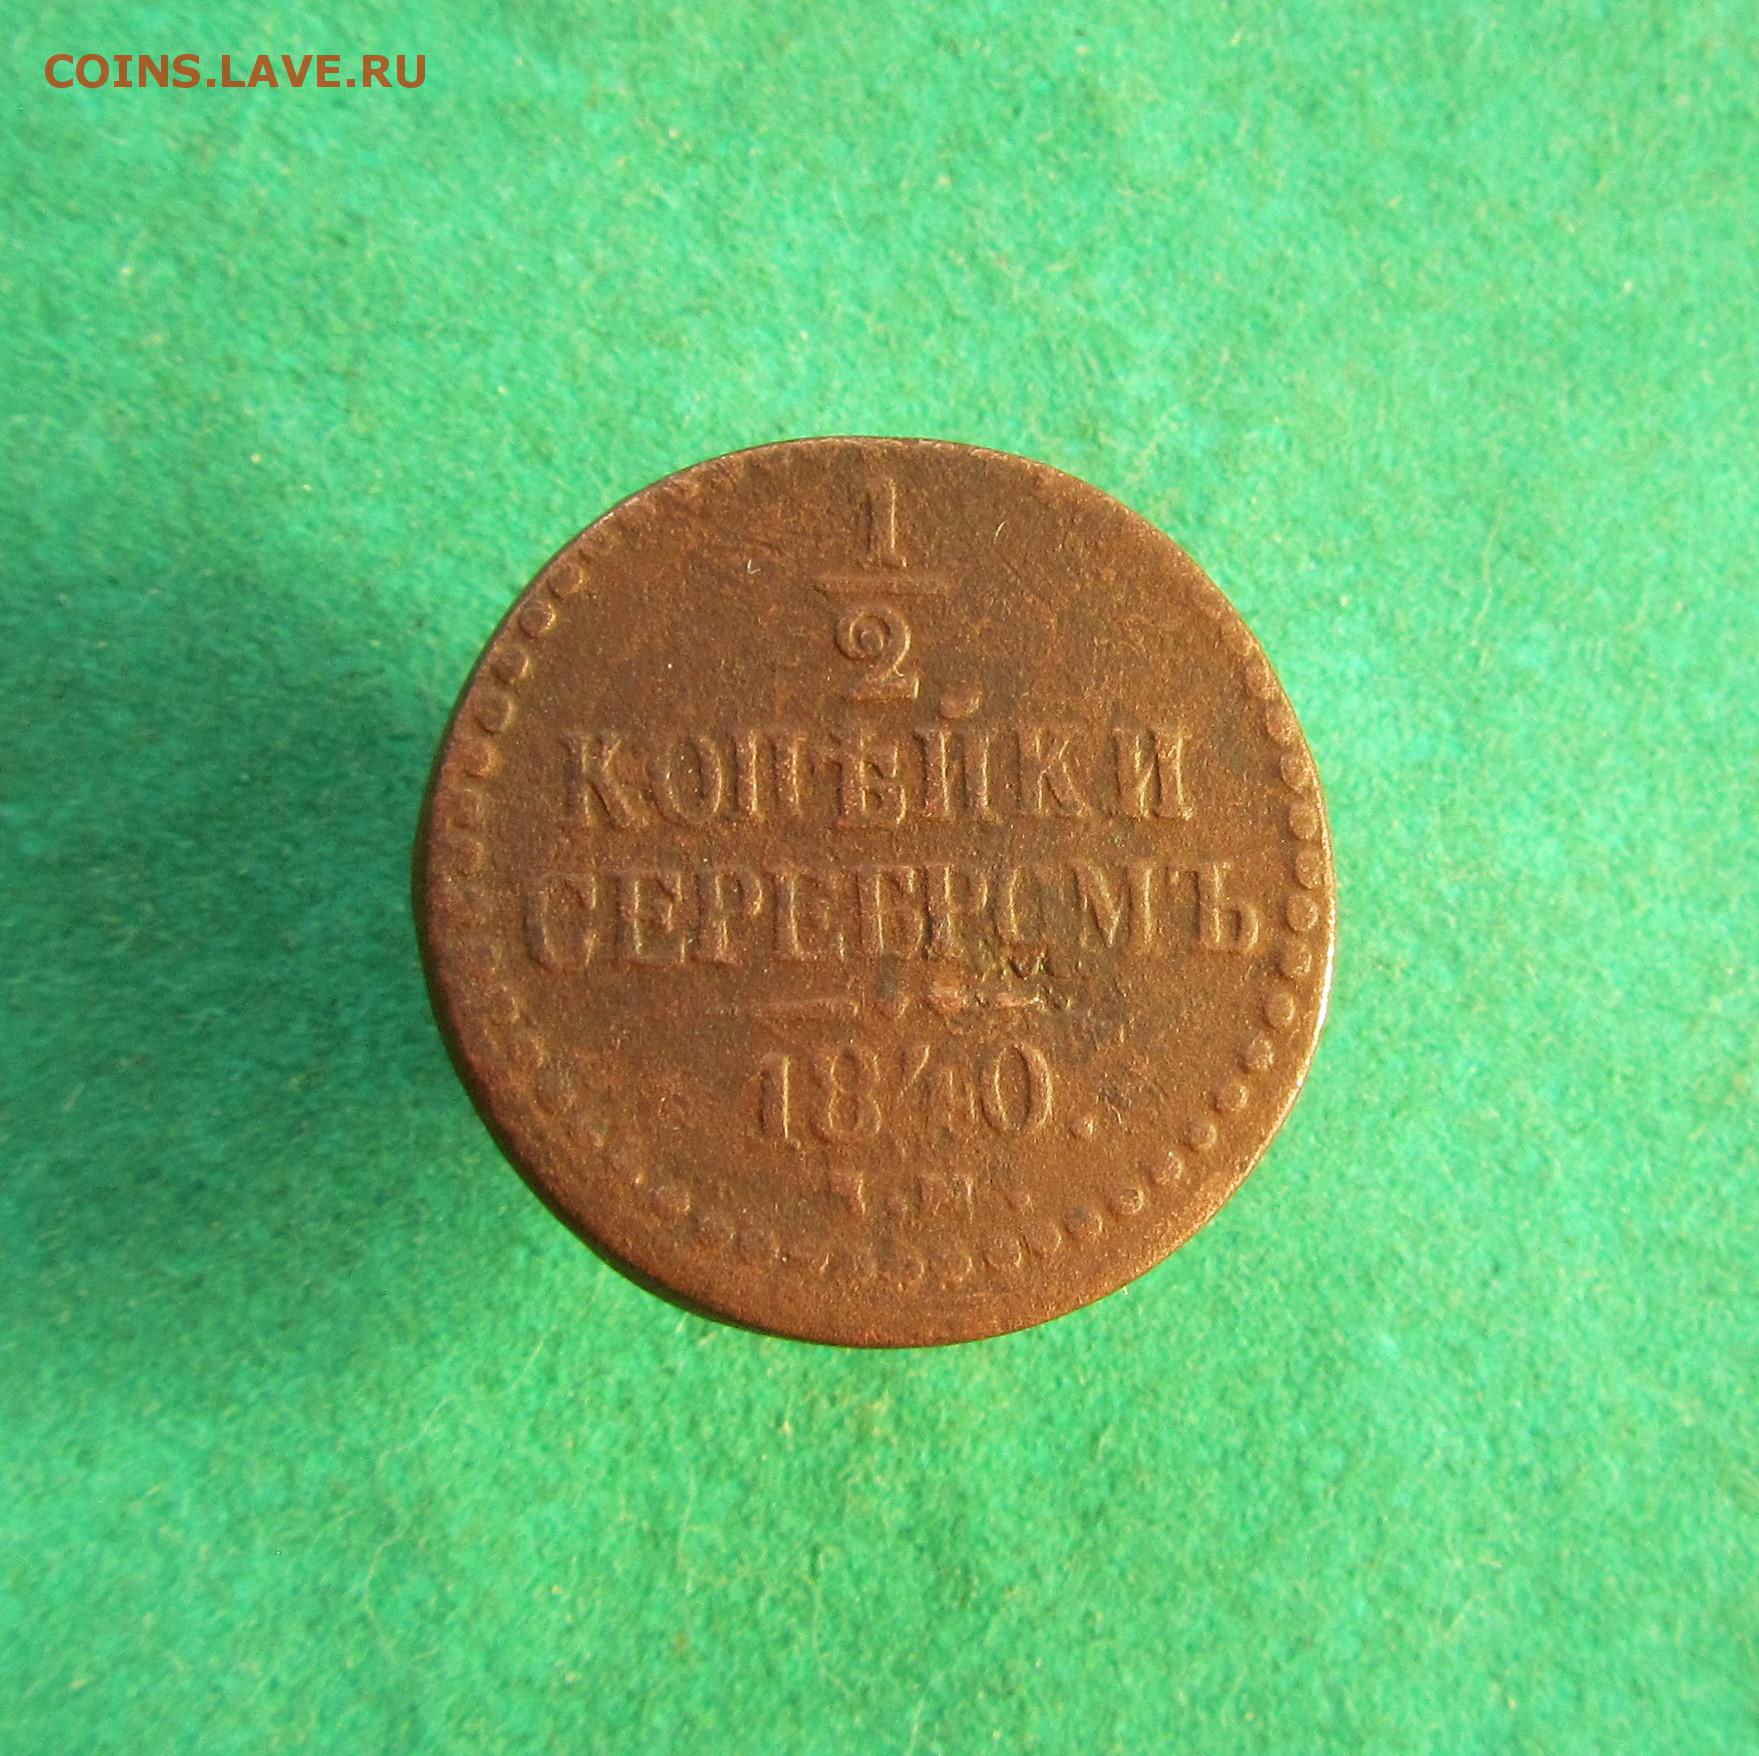 COINS.LAVE.RU
1
2
КОПѢЙКИ
СЕРЕБРОМЪ
1840.